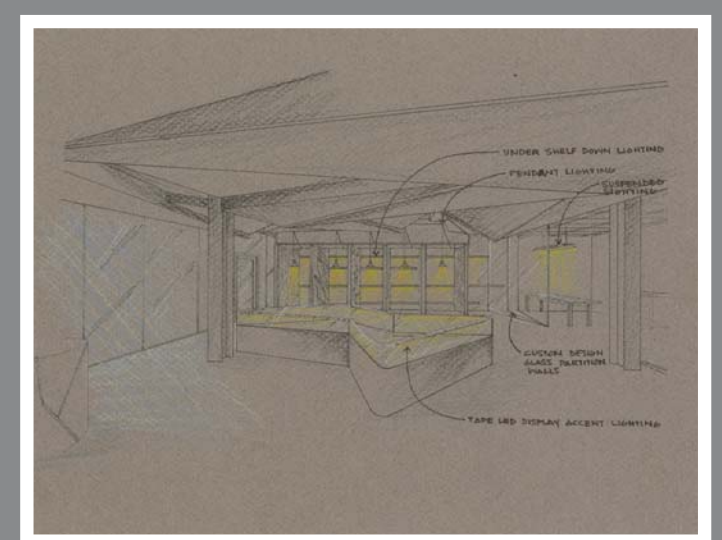 UNDER SHELF DOWN LIGHTING
PENDANT LIGHTING
SUSPENDED
LIGHTING
CUSTOM DESIGN
GLASS PARTITION
WALLS
TAPE LED DISPLAY ACCENT LIGHTING